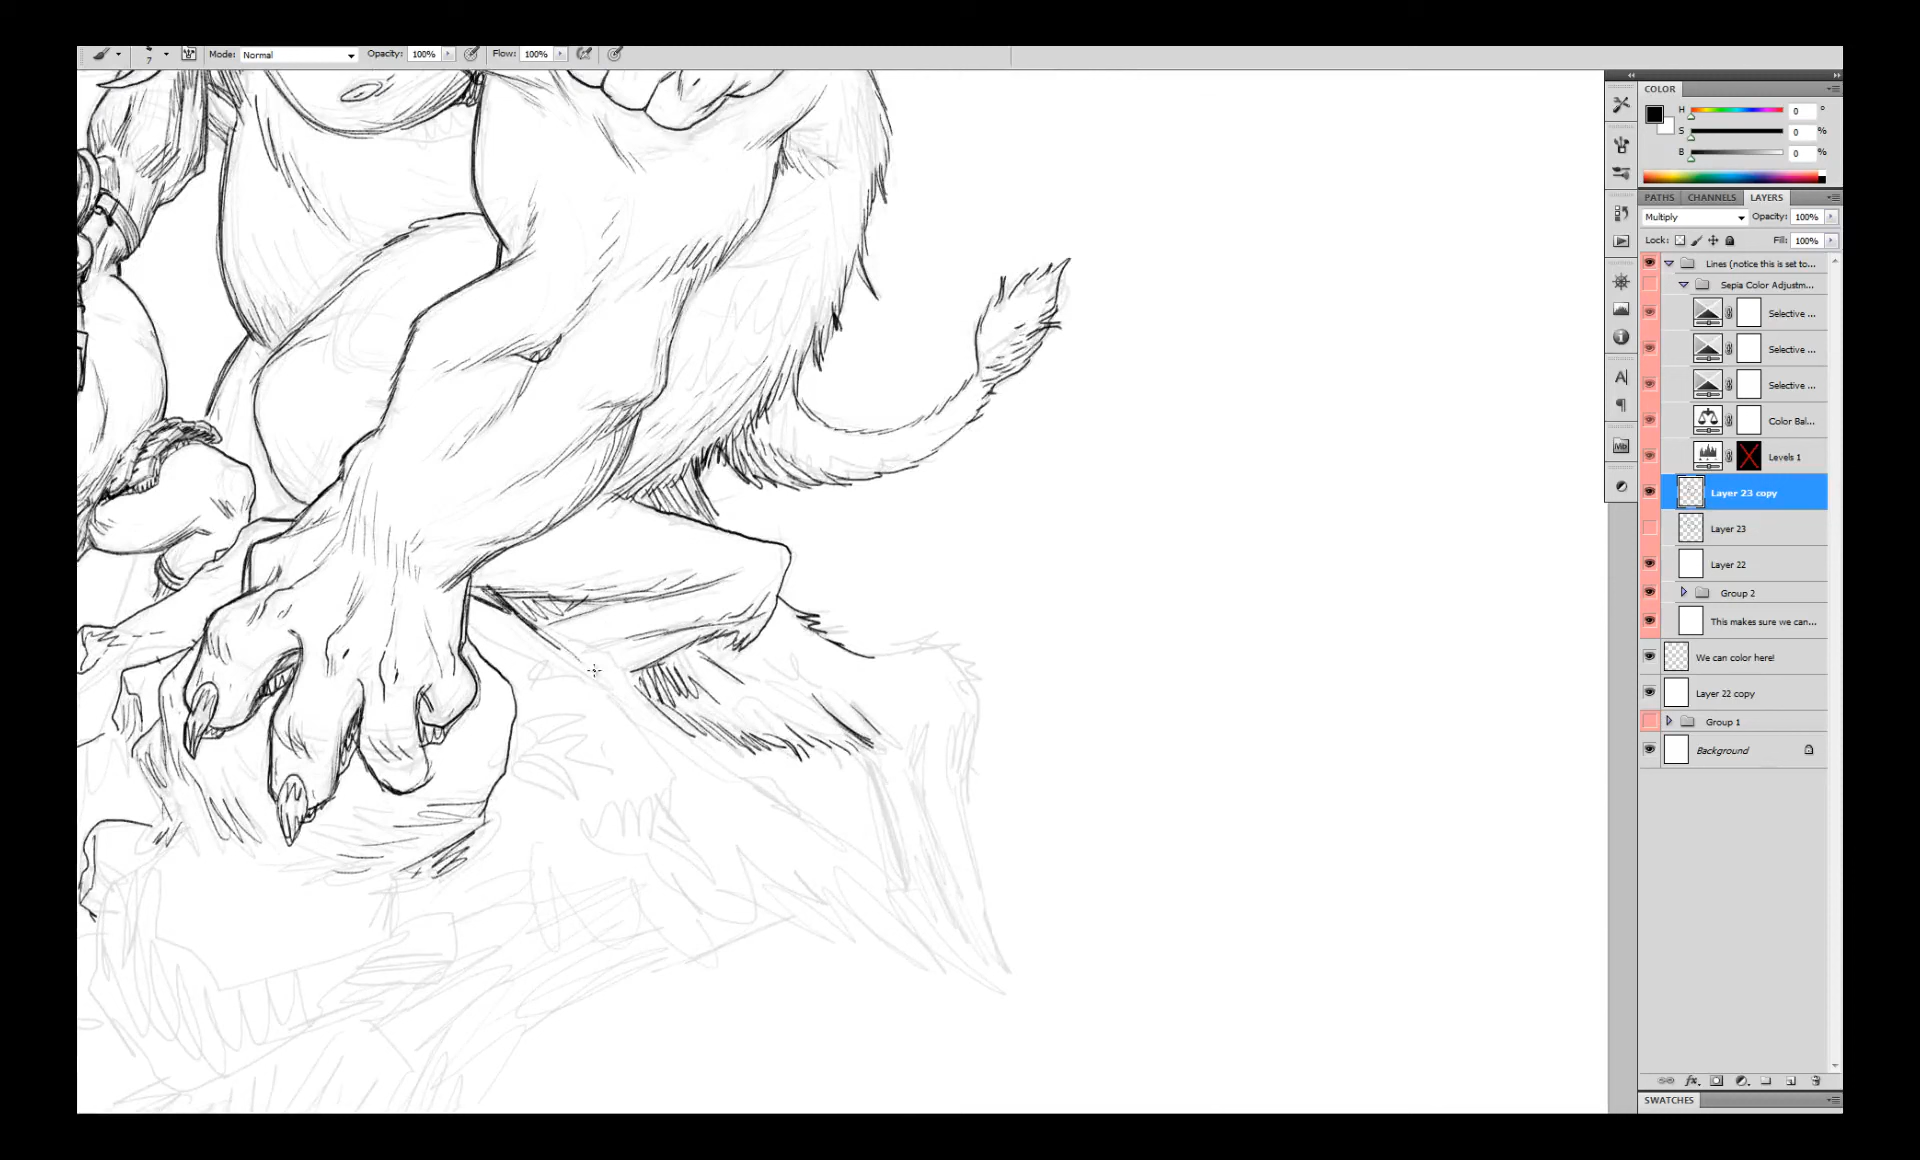 7 Mode: Normal Opacity: 100% Flow: 100%
COLOR
H 0 °
S 0 %
B 0 %
PATHS CHANNELS LAYERS
Multiply Opacity: 100%
Lock: Fill: 100%
Lines (notice this is set to...
Sepia Color Adjustm...
Selective ...
Selective ...
Selective ...
Color Bal...
Levels 1
Layer 23 copy
Layer 23
Layer 22
Group 2
This makes sure we can...
We can color here!
Layer 22 copy
Group 1
Background
SWATCHES